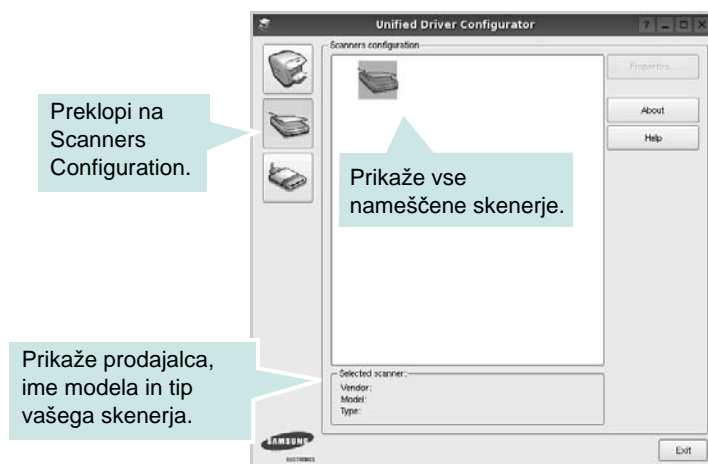 Unified Driver Configurator
Scanners configuration
Properties...
About
Help
Preklopi na
Scanners
Configuration.
Prikaže vse
nameščene skenerje.
Prikaže prodajalca,
ime modela in tip
vašega skenerja.
Selected scanner:
Vendor:
Model:
Type:
SAMSUNG
ELECTRONICS
Exit